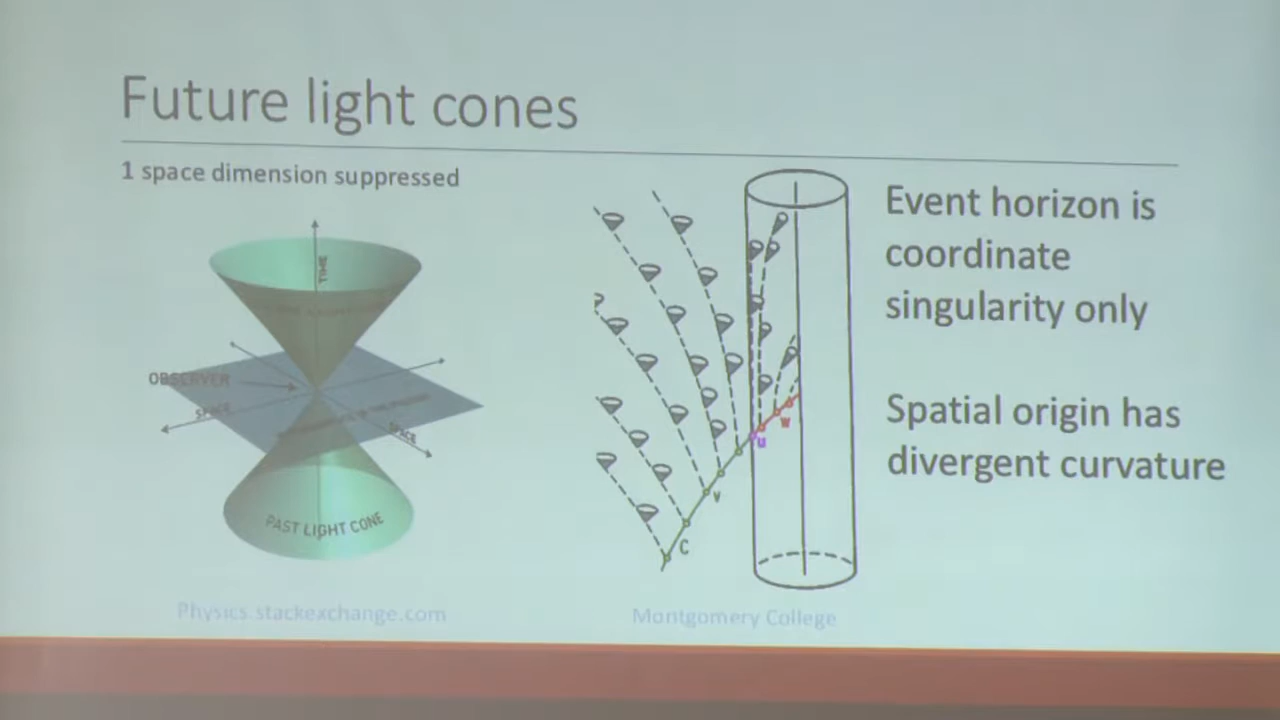 Future light cones
1 space dimension suppressed
TIME
OBSERVER
SPACE
SPACE
PAST LIGHT CONE
Physics stackexchange.com
C
V
U
W
Montgomery College
Event horizon is
coordinate
singularity only
Spatial origin has
divergent curvature